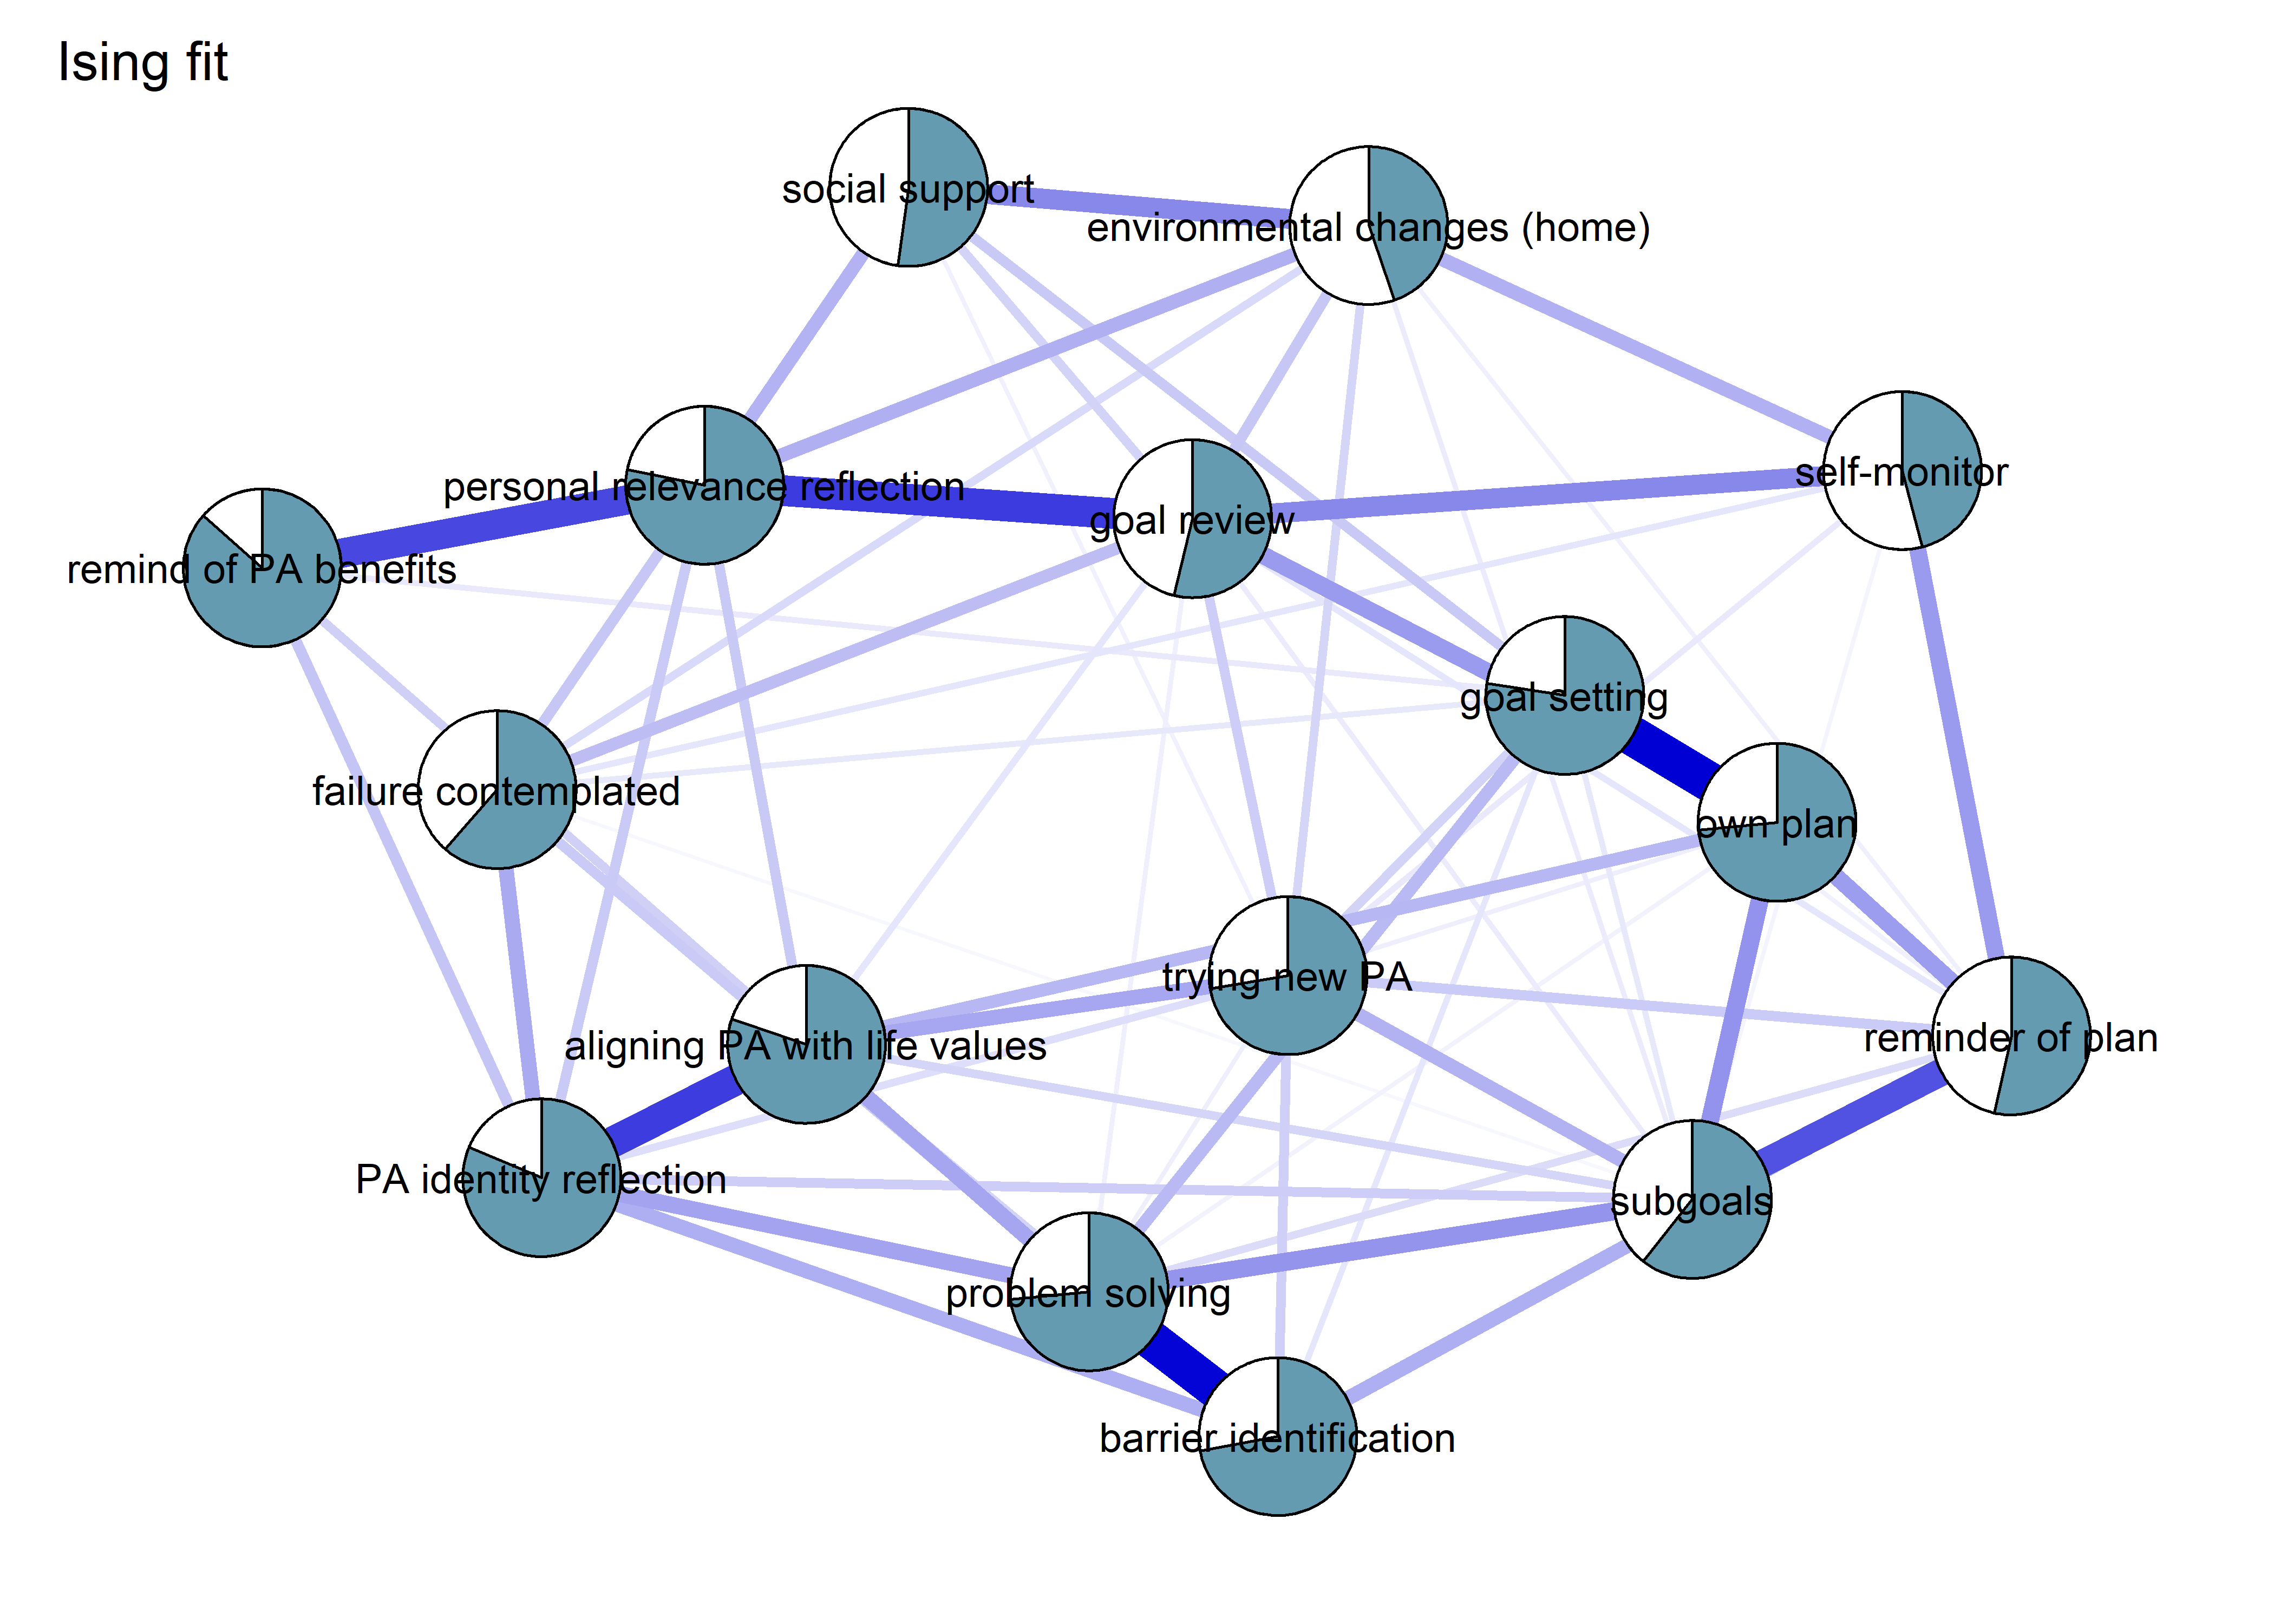 Ising fit
social support
environmental changes (home)
self-monitor
personal relevance reflection
goal review
remind of PA benefits
goal setting
failure contemplated
own plan
trying new PA
aligning PA with life values
reminder of plan
PA identity reflection
subgoals
problem solving
barrier identification